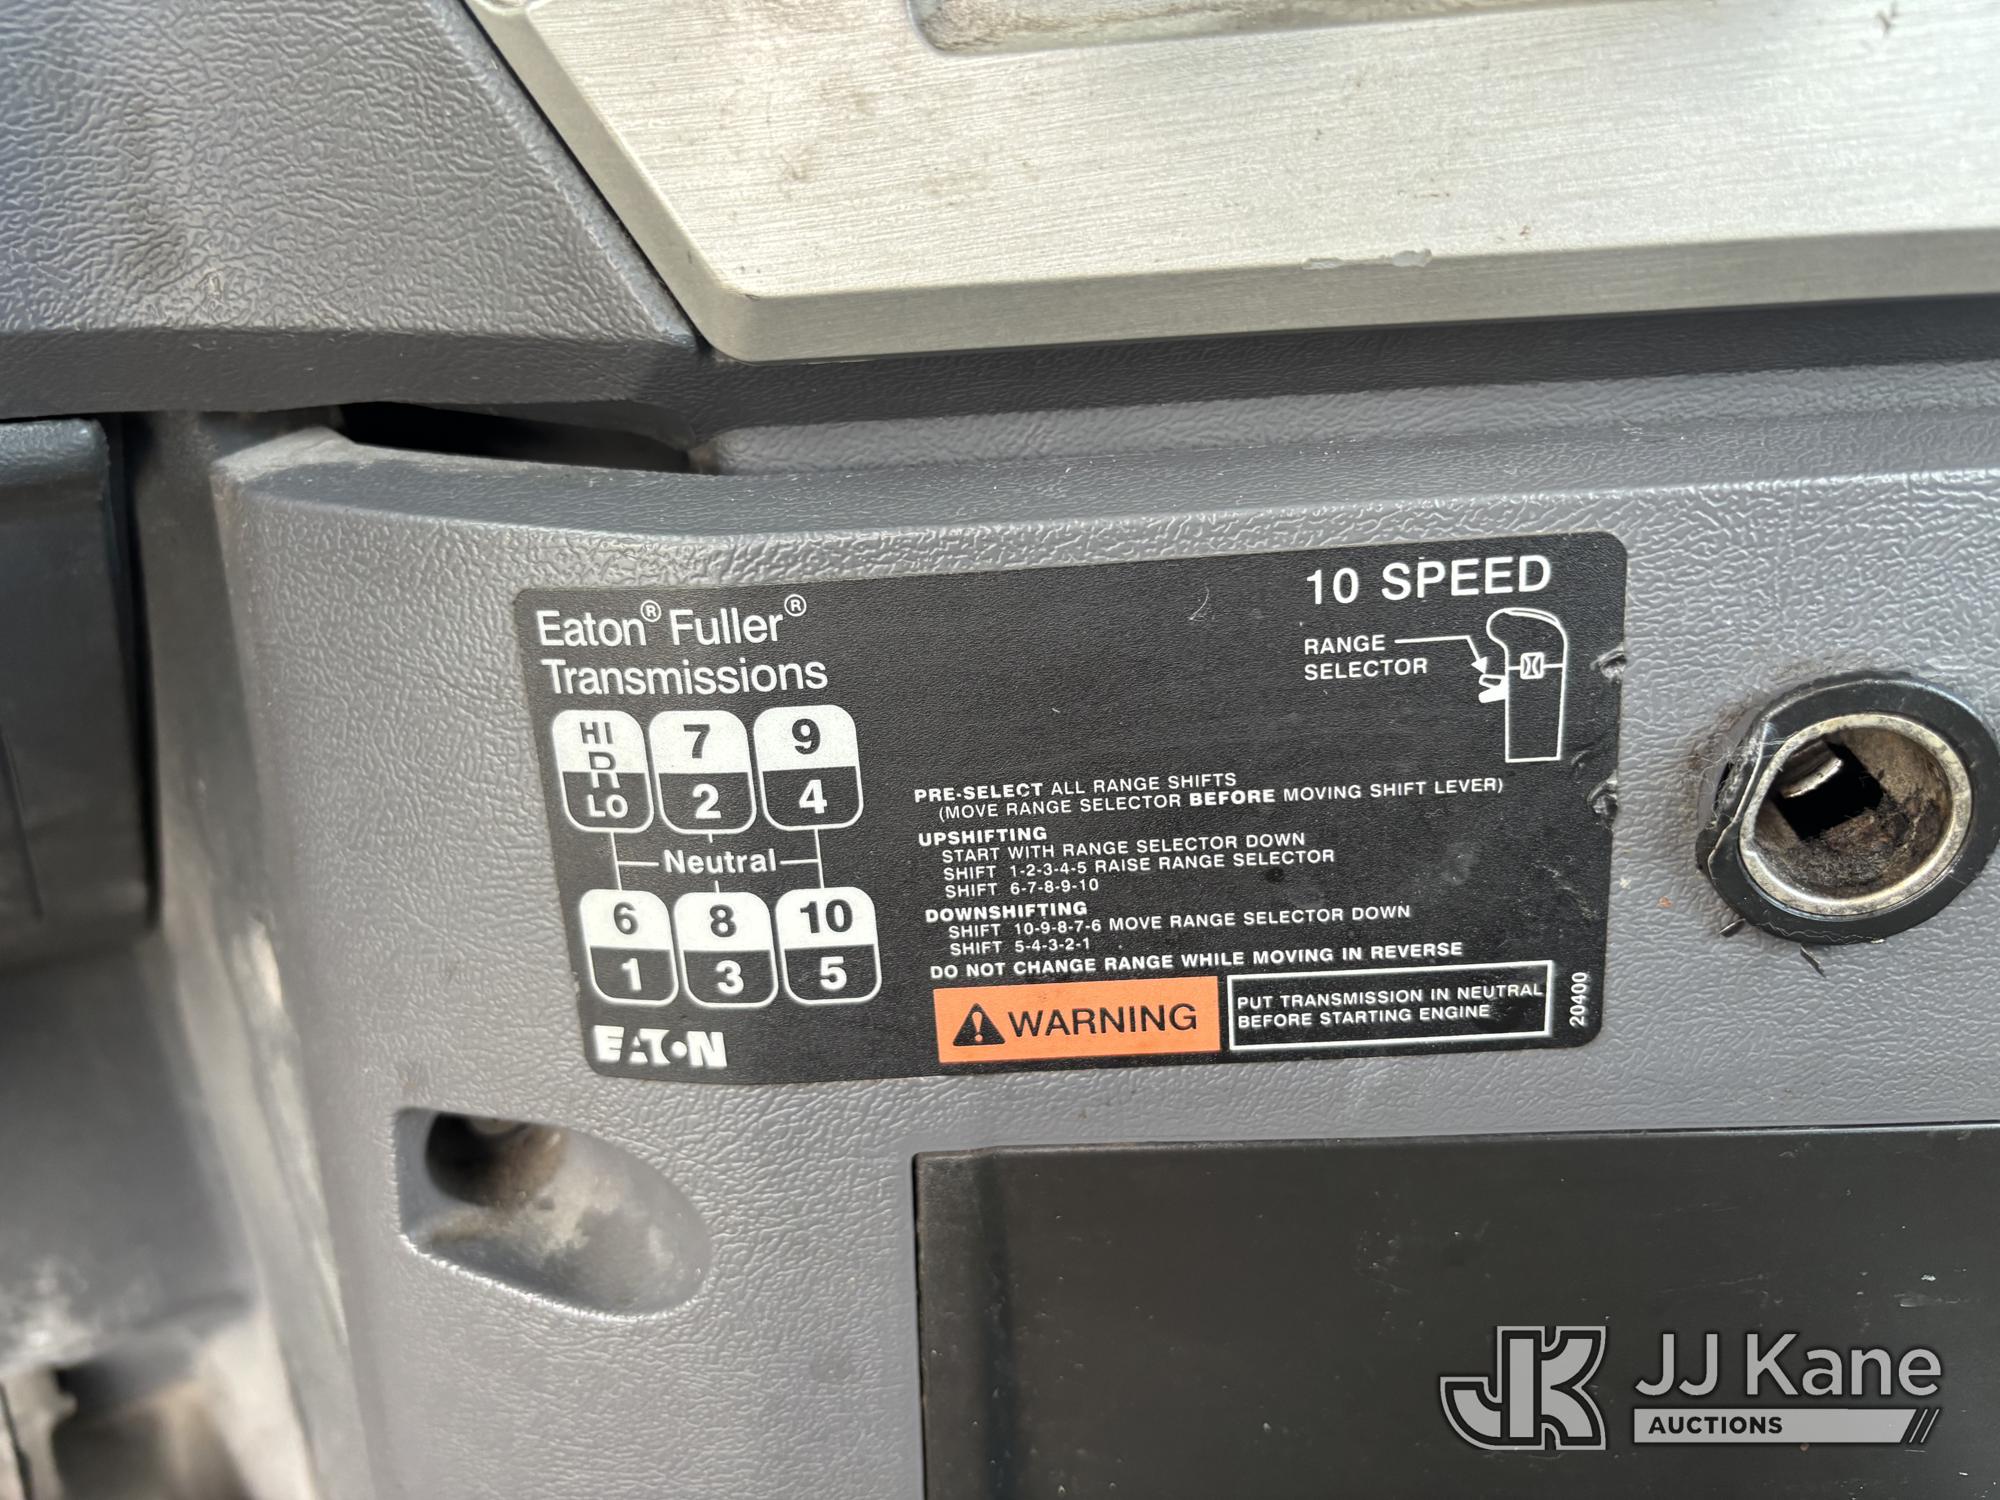 Eaton® Fuller®
Transmissions
10 SPEED
RANGE
SELECTOR
HI
R
LO
7
2
9
4
Neutral
6
1
8
3
10
5
EATON
PRE-SELECT ALL RANGE SHIFTS
(MOVE RANGE SELECTOR BEFORE MOVING SHIFT LEVER)
UPSHIFTING
START WITH RANGE SELECTOR DOWN
SHIFT 1-2-3-4-5 RAISE RANGE SELECTOR
SHIFT 6-7-8-9-10
DOWNSHIFTING
SHIFT 10-9-8-7-6 MOVE RANGE SELECTOR DOWN
SHIFT 5-4-3-2-1
DO NOT CHANGE RANGE WHILE MOVING IN REVERSE
WARNING
PUT TRANSMISSION IN NEUTRAL
BEFORE STARTING ENGINE
20400
JK
JJ Kane
AUCTIONS